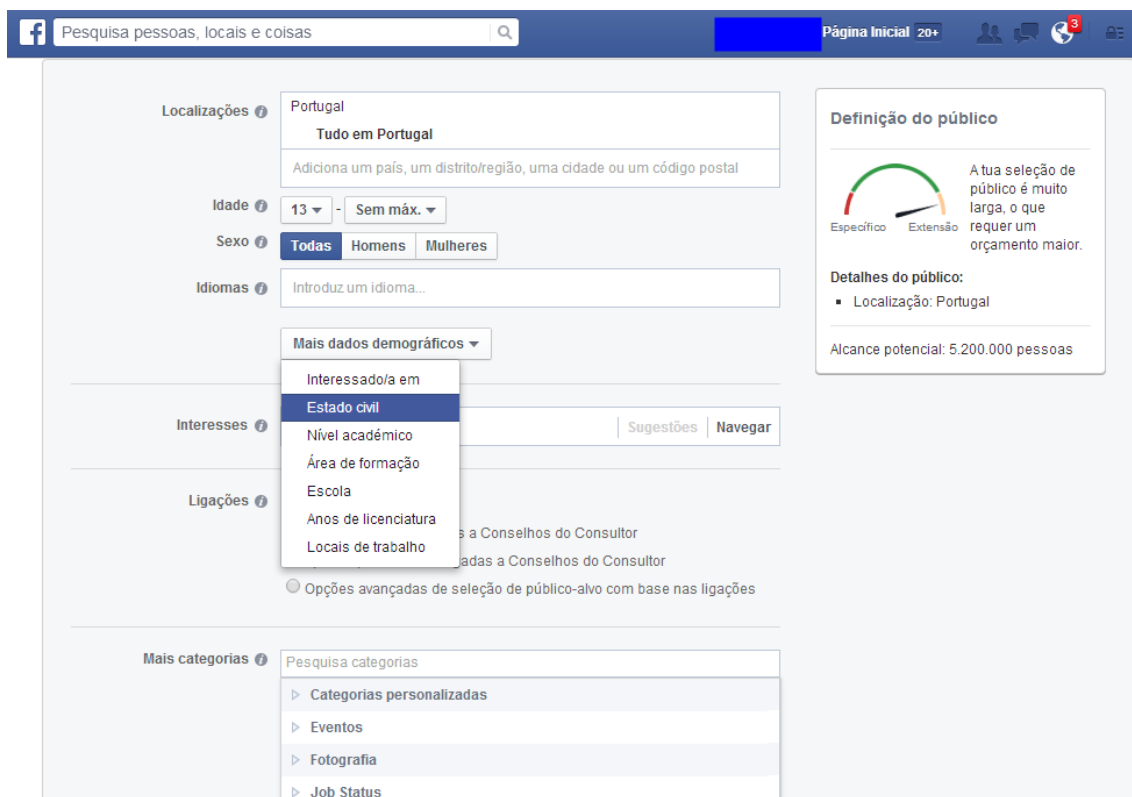 f Pesquisa pessoas, locais e coisas Página Inicial 20+ 3
Localizações
Portugal
Tudo em Portugal
Adiciona um país, um distrito/região, uma cidade ou um código postal
Idade 13 - Sem máx.
Sexo Todas Homens Mulheres
Idiomas Introduz um idioma...
Mais dados demográficos
Interessado/a em
Estado civil
Nível académico
Área de formação
Escola
Anos de licenciatura
Locais de trabalho
Interesses Sugestões Navegar
Ligações
s a Conselhos do Consultor
gadas a Conselhos do Consultor
Opções avançadas de seleção de público-alvo com base nas ligações
Mais categorias Pesquisa categorias
Categorias personalizadas
Eventos
Fotografia
Job Status
Definição do público
Específico Extensão
A tua seleção de
público é muito
larga, o que
requer um
orçamento maior.
Detalhes do público:
Localização: Portugal
Alcance potencial: 5.200.000 pessoas